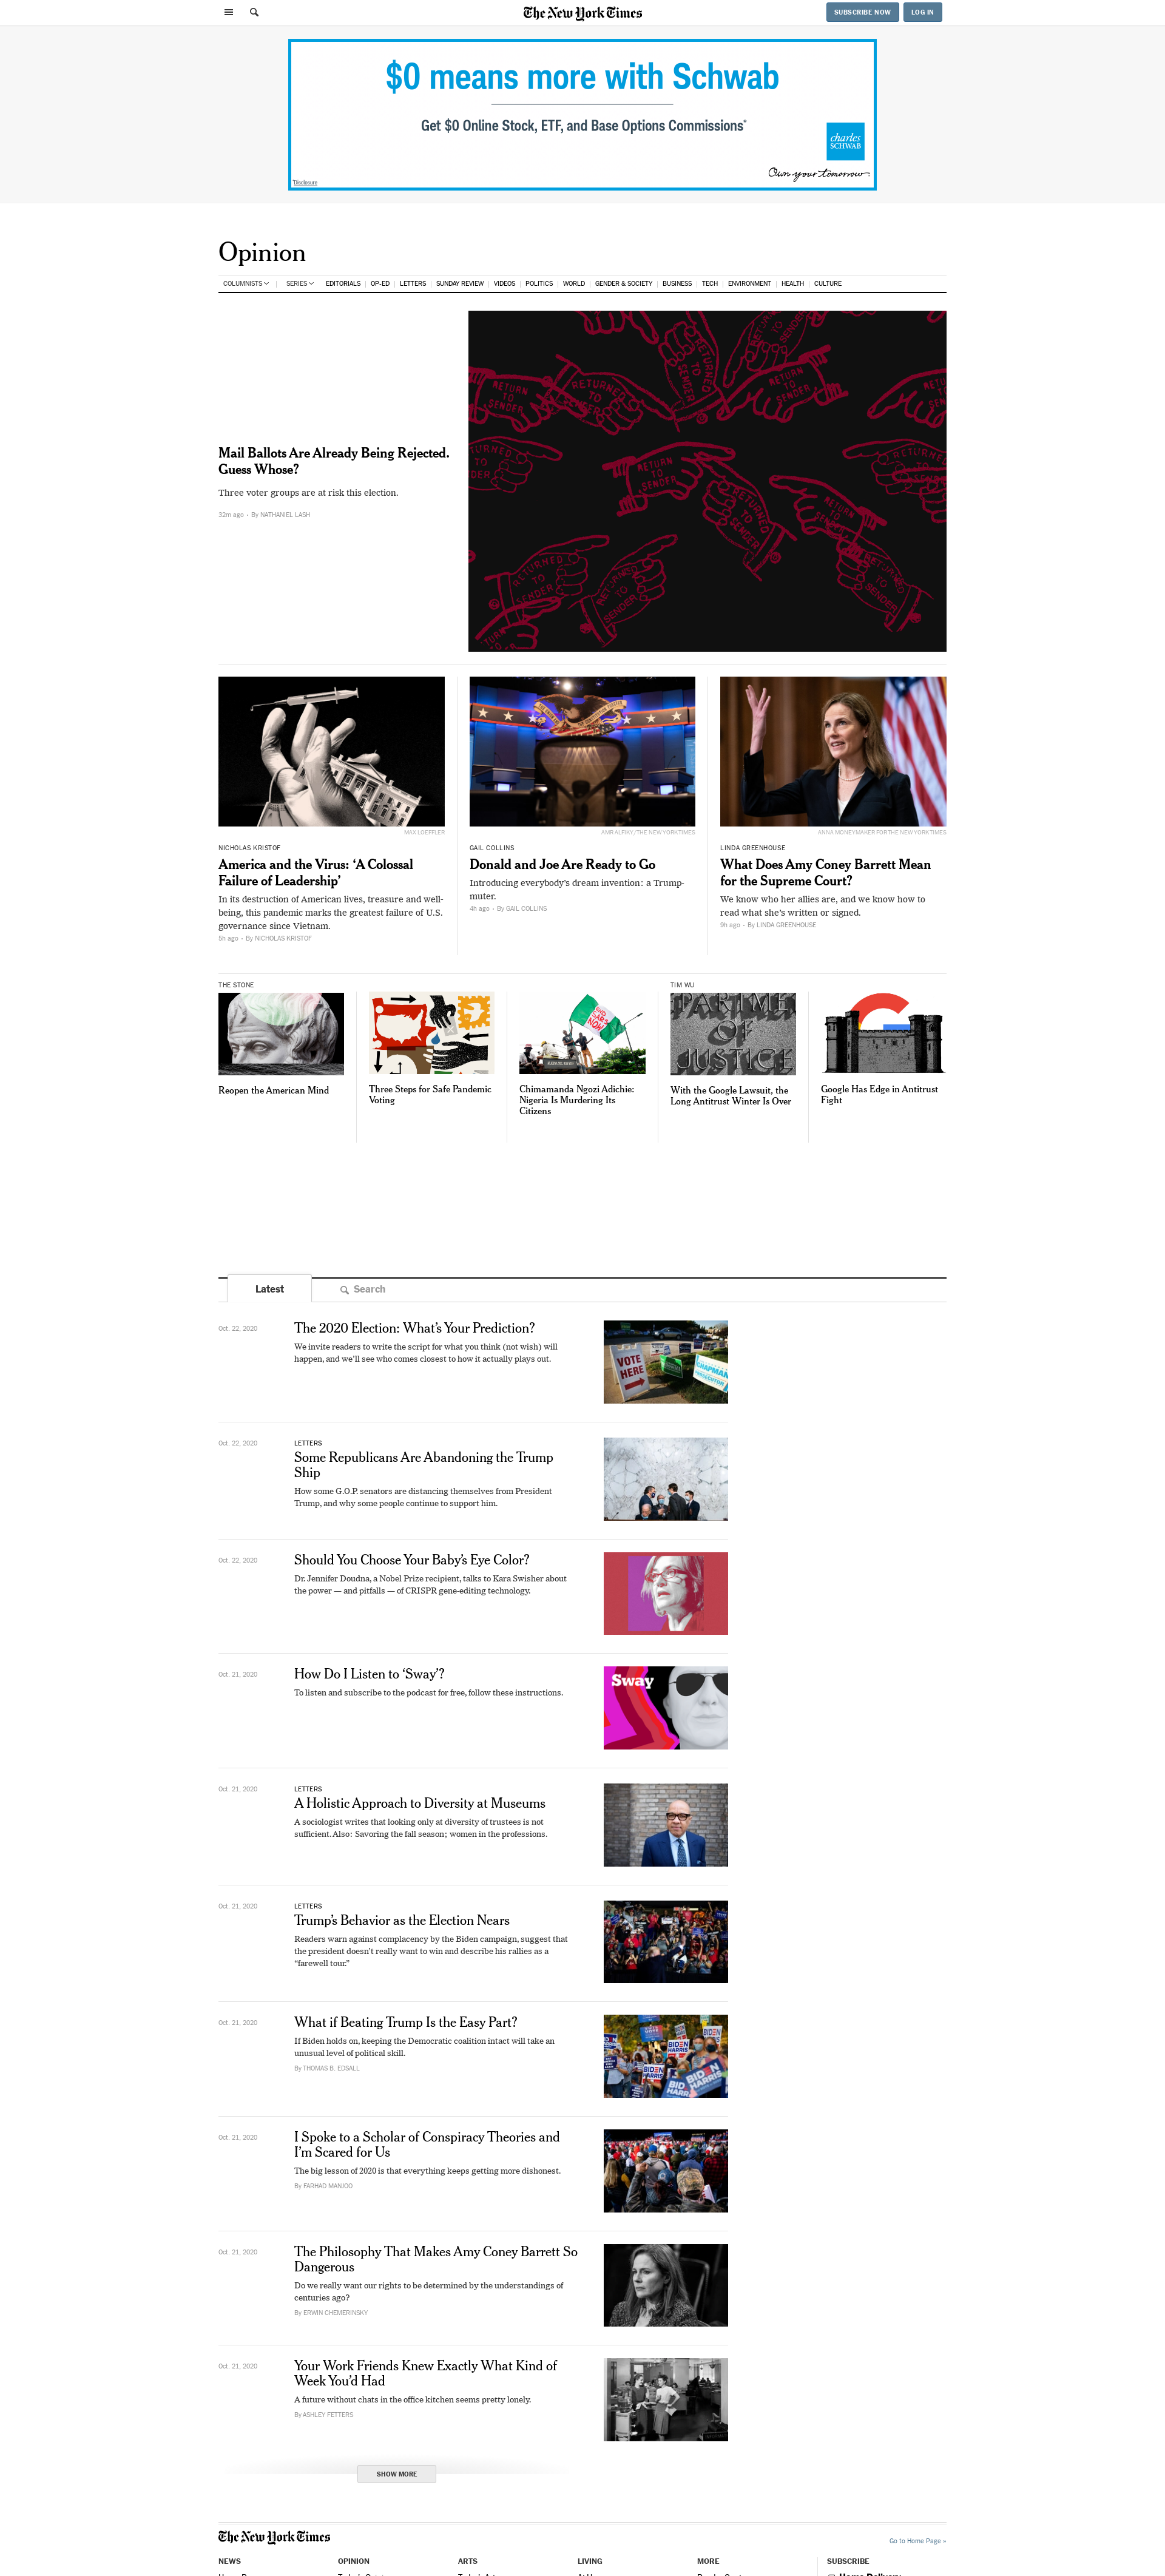 The New York Times
SUBSCRIBE NOW
LOG IN
$0 means more with Schwab
Get $0 Online Stock, ETF, and Base Options Commissions*
charles
SCHWAB
Own your tomorrow.
Disclosure
Opinion
COLUMNISTS
SERIES
EDITORIALS
OP-ED
LETTERS
SUNDAY REVIEW
VIDEOS
POLITICS
WORLD
GENDER & SOCIETY
BUSINESS
TECH
ENVIRONMENT
HEALTH
CULTURE
Mail Ballots Are Already Being Rejected.
Guess Whose?
Three voter groups are at risk this election.
32m ago • By NATHANIEL LASH
RETURN
TO
SENDER
MAX LOEFFLER
NICHOLAS KRISTOF
America and the Virus: ‘A Colossal
Failure of Leadership’
In its destruction of American lives, treasure and well-
being, this pandemic marks the greatest failure of U.S.
governance since Vietnam.
5h ago • By NICHOLAS KRISTOF
AMR ALFIKY/THE NEW YORK TIMES
GAIL COLLINS
Donald and Joe Are Ready to Go
Introducing everybody’s dream invention: a Trump-
muter.
4h ago • By GAIL COLLINS
ANNA MONEYMAKER FOR THE NEW YORK TIMES
LINDA GREENHOUSE
What Does Amy Coney Barrett Mean
for the Supreme Court?
We know who her allies are, and we know how to
read what she’s written or signed.
9h ago • By LINDA GREENHOUSE
THE STONE
Reopen the American Mind
Three Steps for Safe Pandemic
Voting
Chimamanda Ngozi Adichie:
Nigeria Is Murdering Its
Citizens
TIM WU
PARTMENT
OF
JUSTICE
With the Google Lawsuit, the
Long Antitrust Winter Is Over
Google Has Edge in Antitrust
Fight
Latest
Search
Oct. 22, 2020
The 2020 Election: What’s Your Prediction?
We invite readers to write the script for what you think (not wish) will
happen, and we’ll see who comes closest to how it actually plays out.
VOTE
HERE
CHAPMAN
PROSECUTOR
Oct. 22, 2020
LETTERS
Some Republicans Are Abandoning the Trump
Ship
How some G.O.P. senators are distancing themselves from President
Trump, and why some people continue to support him.
Oct. 22, 2020
Should You Choose Your Baby’s Eye Color?
Dr. Jennifer Doudna, a Nobel Prize recipient, talks to Kara Swisher about
the power — and pitfalls — of CRISPR gene-editing technology.
Oct. 21, 2020
How Do I Listen to ‘Sway’?
To listen and subscribe to the podcast for free, follow these instructions.
Sway
Oct. 21, 2020
LETTERS
A Holistic Approach to Diversity at Museums
A sociologist writes that looking only at diversity of trustees is not
sufficient. Also: Savoring the fall season; women in the professions.
Oct. 21, 2020
LETTERS
Trump’s Behavior as the Election Nears
Readers warn against complacency by the Biden campaign, suggest that
the president doesn’t really want to win and describe his rallies as a
“farewell tour.”
Oct. 21, 2020
What if Beating Trump Is the Easy Part?
If Biden holds on, keeping the Democratic coalition intact will take an
unusual level of political skill.
By THOMAS B. EDSALL
BIDEN
HARRIS
Oct. 21, 2020
I Spoke to a Scholar of Conspiracy Theories and
I’m Scared for Us
The big lesson of 2020 is that everything keeps getting more dishonest.
By FARHAD MANJOO
Oct. 21, 2020
The Philosophy That Makes Amy Coney Barrett So
Dangerous
Do we really want our rights to be determined by the understandings of
centuries ago?
By ERWIN CHEMERINSKY
Oct. 21, 2020
Your Work Friends Knew Exactly What Kind of
Week You’d Had
A future without chats in the office kitchen seems pretty lonely.
By ASHLEY FETTERS
SHOW MORE
The New York Times
Go to Home Page »
NEWS
OPINION
ARTS
LIVING
MORE
SUBSCRIBE